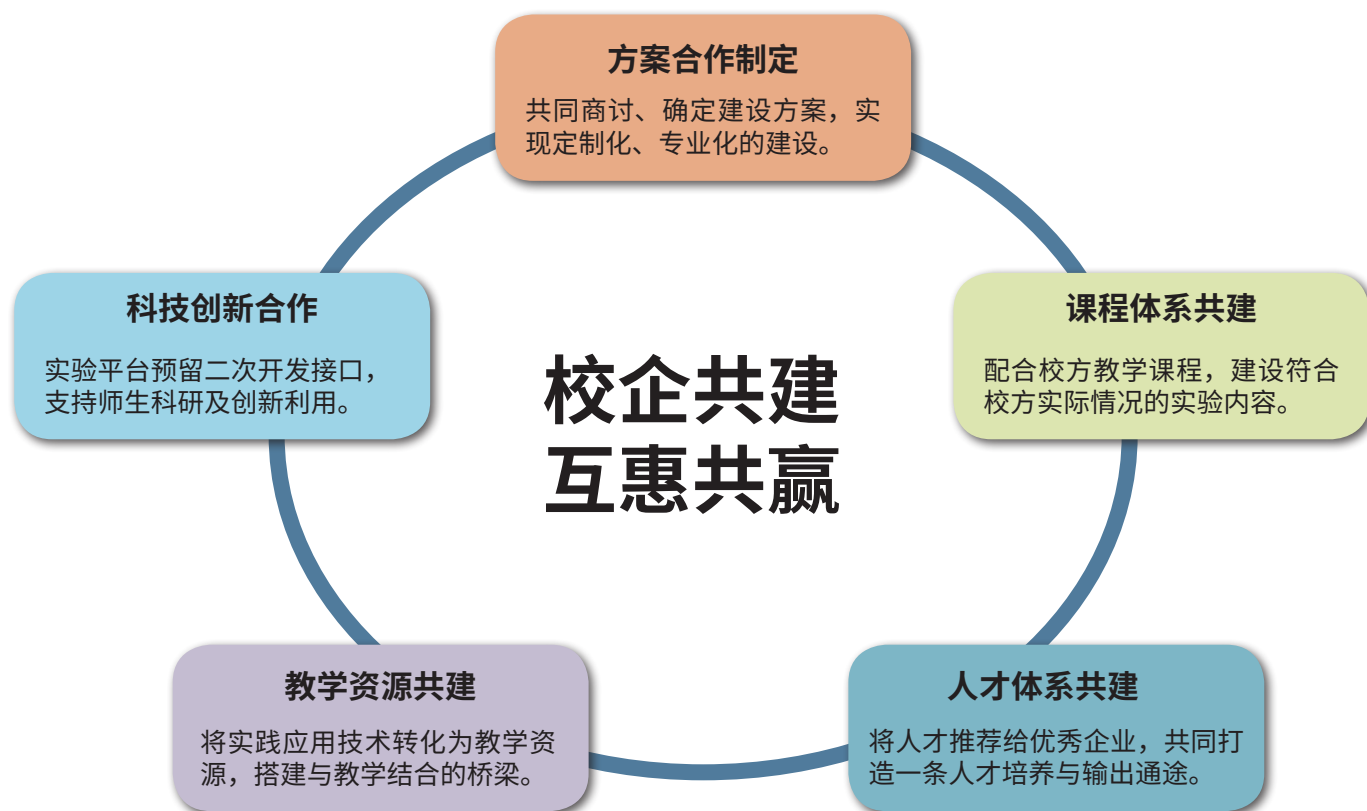 方案合作制定
共同商讨、确定建设方案，实
现定制化、专业化的建设。
科技创新合作
实验平台预留二次开发接口，
支持师生科研及创新利用。
校企共建
互惠共赢
课程体系共建
配合校方教学课程，建设符合
校方实际情况的实验内容。
教学资源共建
将实践应用技术转化为教学资
源，搭建与教学结合的桥梁。
人才体系共建
将人才推荐给优秀企业，共同打
造一条人才培养与输出通途。